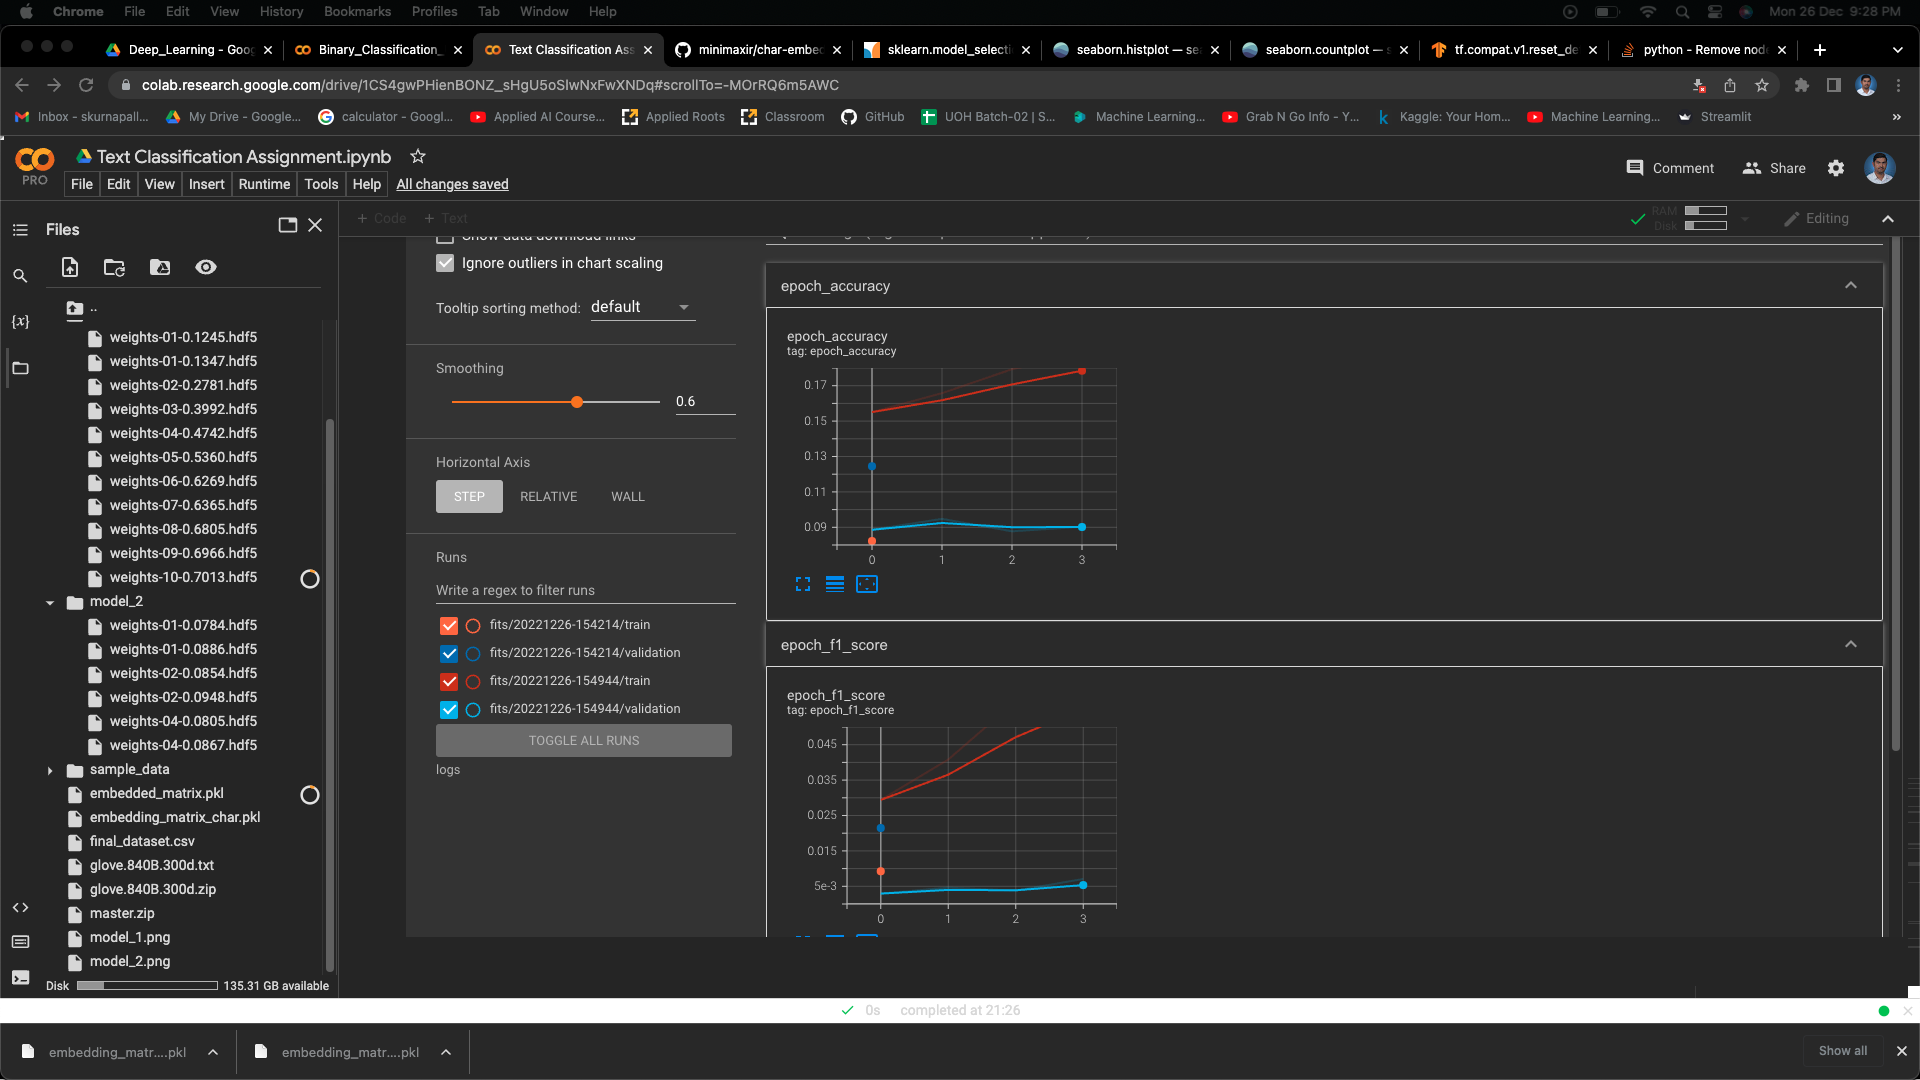 Chrome File Edit View History Bookmarks Profiles Tab Window Help Mon 26 Dec 9:28 PM
Deep_Learning - Goog Binary_Classification_ Text Classification Ass minimaxir/char-embed sklearn.model_selecti seaborn.histplot — sea seaborn.countplot — s tf.compat.v1.reset_de python - Remove node
colab.research.google.com/drive/1CS4gwPHienBONZ_sHgU5oSlwNxFwXNDq#scrollTo=-MOrRQ6m5AWC
Inbox - skurnapall... My Drive - Google... calculator - Googl... Applied AI Course... Applied Roots Classroom GitHub UOH Batch-02 | S... Machine Learning... Grab N Go Info - Y... Kaggle: Your Hom... Machine Learning... Streamlit »
PRO
Text Classification Assignment.ipynb
File Edit View Insert Runtime Tools Help All changes saved
Comment Share
Files
+ Code + Text
RAM
Disk
Editing
{x}
..
weights-01-0.1245.hdf5
weights-01-0.1347.hdf5
weights-02-0.2781.hdf5
weights-03-0.3992.hdf5
weights-04-0.4742.hdf5
weights-05-0.5360.hdf5
weights-06-0.6269.hdf5
weights-07-0.6365.hdf5
weights-08-0.6805.hdf5
weights-09-0.6966.hdf5
weights-10-0.7013.hdf5
model_2
weights-01-0.0784.hdf5
weights-01-0.0886.hdf5
weights-02-0.0854.hdf5
weights-02-0.0948.hdf5
weights-04-0.0805.hdf5
weights-04-0.0867.hdf5
sample_data
embedded_matrix.pkl
embedding_matrix_char.pkl
final_dataset.csv
glove.840B.300d.txt
glove.840B.300d.zip
master.zip
model_1.png
model_2.png
Disk 135.31 GB available
Show data download links
Ignore outliers in chart scaling
Tooltip sorting method: default
Smoothing
0.6
Horizontal Axis
STEP RELATIVE WALL
Runs
Write a regex to filter runs
fits/20221226-154214/train
fits/20221226-154214/validation
fits/20221226-154944/train
fits/20221226-154944/validation
TOGGLE ALL RUNS
logs
epoch_accuracy
epoch_accuracy
tag: epoch_accuracy
0.17
0.15
0.13
0.11
0.09
0 1 2 3
epoch_f1_score
epoch_f1_score
tag: epoch_f1_score
0.045
0.035
0.025
0.015
5e-3
0 1 2 3
0s completed at 21:26
embedding_matr....pkl embedding_matr....pkl Show all